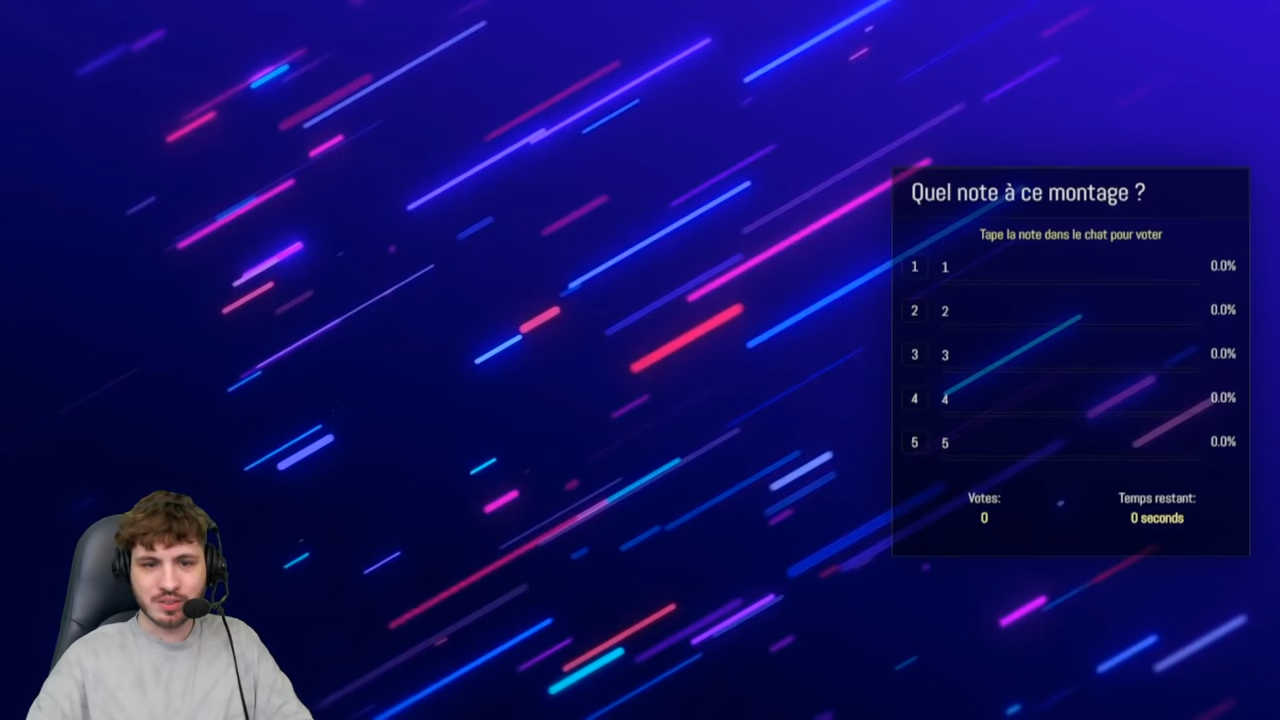 Quel note à ce montage ?
Tape la note dans le chat pour voter
1 1 0.0%
2 2 0.0%
3 3 0.0%
4 4 0.0%
5 5 0.0%
Votes: Temps restant:
0 0 seconds